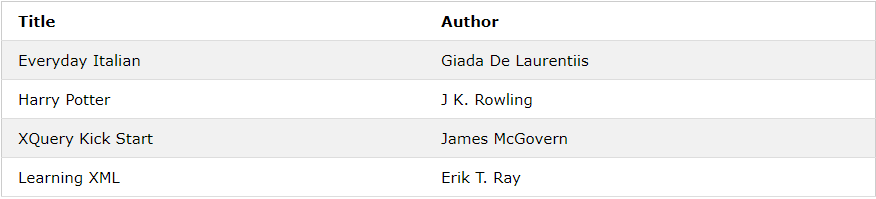 Title Author
Everyday Italian Giada De Laurentiis
Harry Potter J K. Rowling
XQuery Kick Start James McGovern
Learning XML Erik T. Ray